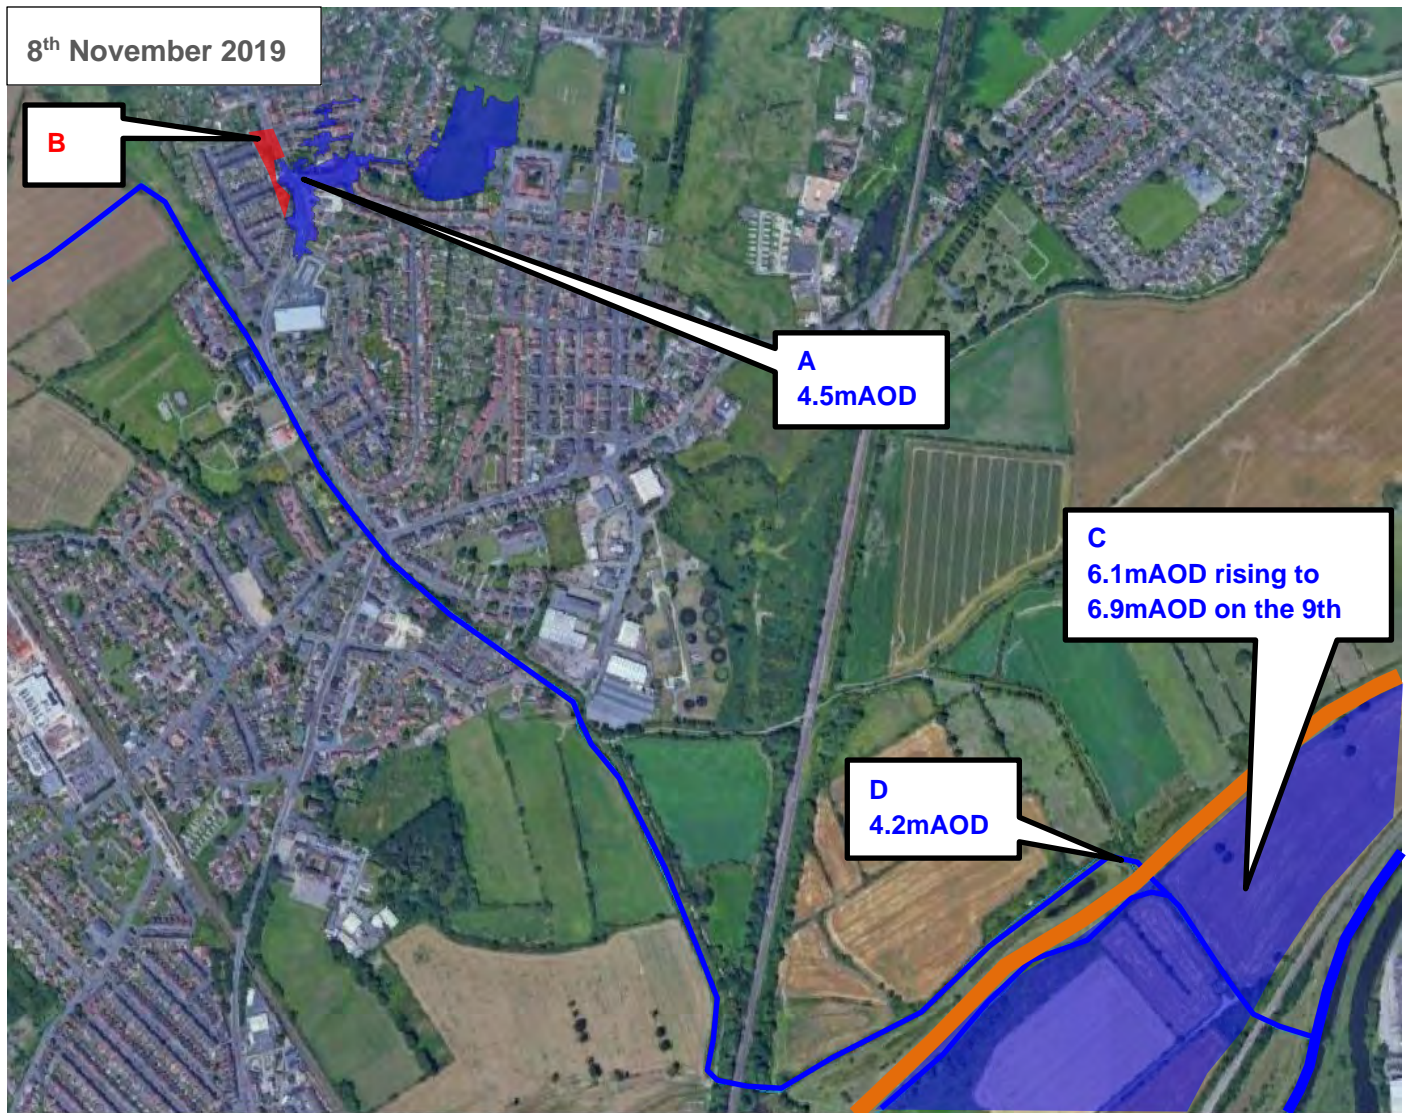 8th November 2019
B
A
4.5mAOD
C
6.1mAOD rising to
6.9mAOD on the 9th
D
4.2mAOD